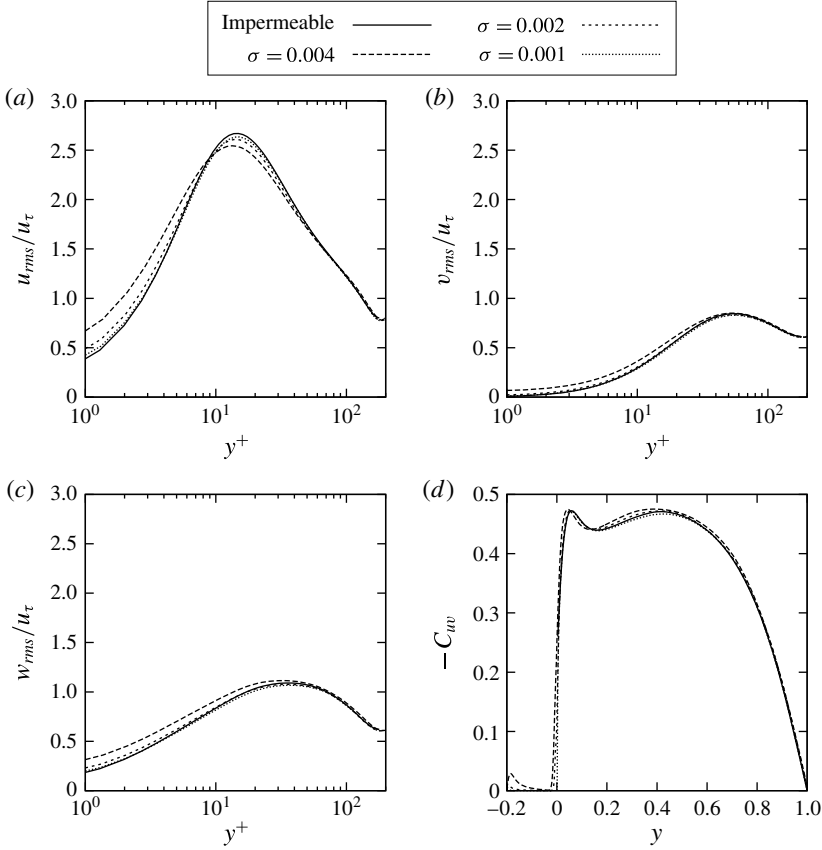 Impermeable
σ = 0.002
σ = 0.004
σ = 0.001
(a)
3.0
2.5
2.0
1.5
1.0
0.5
0
u_rms/u_τ
10^0 10^1 10^2
y^+
(b)
3.0
2.5
2.0
1.5
1.0
0.5
0
v_rms/u_τ
10^0 10^1 10^2
y^+
(c)
3.0
2.5
2.0
1.5
1.0
0.5
0
w_rms/u_τ
10^0 10^1 10^2
y^+
(d)
0.5
0.4
0.3
0.2
0.1
0
−C_uv
−0.2 0 0.2 0.4 0.6 0.8 1.0
y